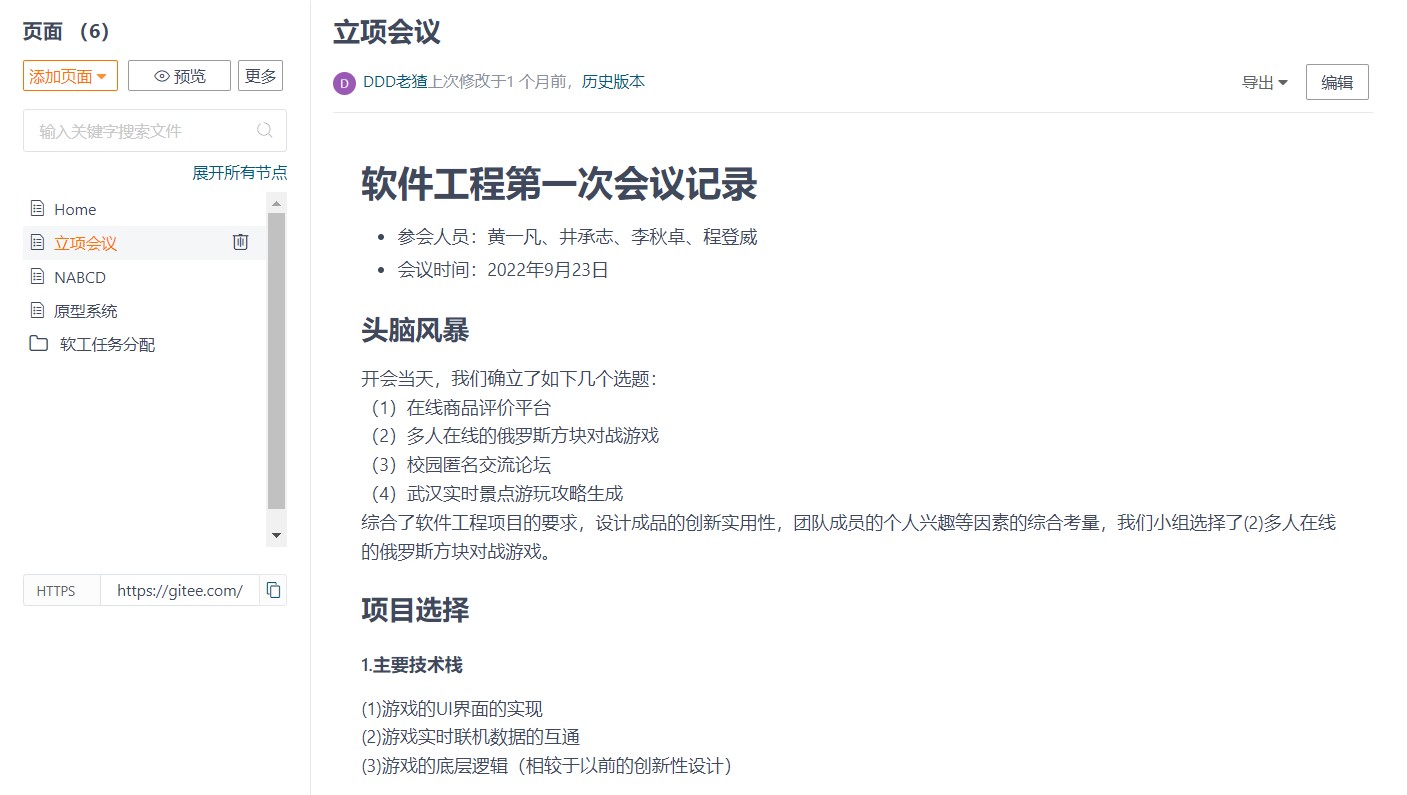 页面 （6）
添加页面
预览
更多
输入关键字搜索文件
展开所有节点
Home
立项会议
NABCD
原型系统
软工任务分配
HTTPS
https://gitee.com/
立项会议
D
DDD老猹上次修改于1 个月前，历史版本
导出
编辑
软件工程第一次会议记录
参会人员：黄一凡、井承志、李秋卓、程登威
会议时间：2022年9月23日
头脑风暴
开会当天，我们确立了如下几个选题：
（1）在线商品评价平台
（2）多人在线的俄罗斯方块对战游戏
（3）校园匿名交流论坛
（4）武汉实时景点游玩攻略生成
综合了软件工程项目的要求，设计成品的创新实用性，团队成员的个人兴趣等因素的综合考量，我们小组选择了(2)多人在线
的俄罗斯方块对战游戏。
项目选择
1.主要技术栈
(1)游戏的UI界面的实现
(2)游戏实时联机数据的互通
(3)游戏的底层逻辑（相较于以前的创新性设计）